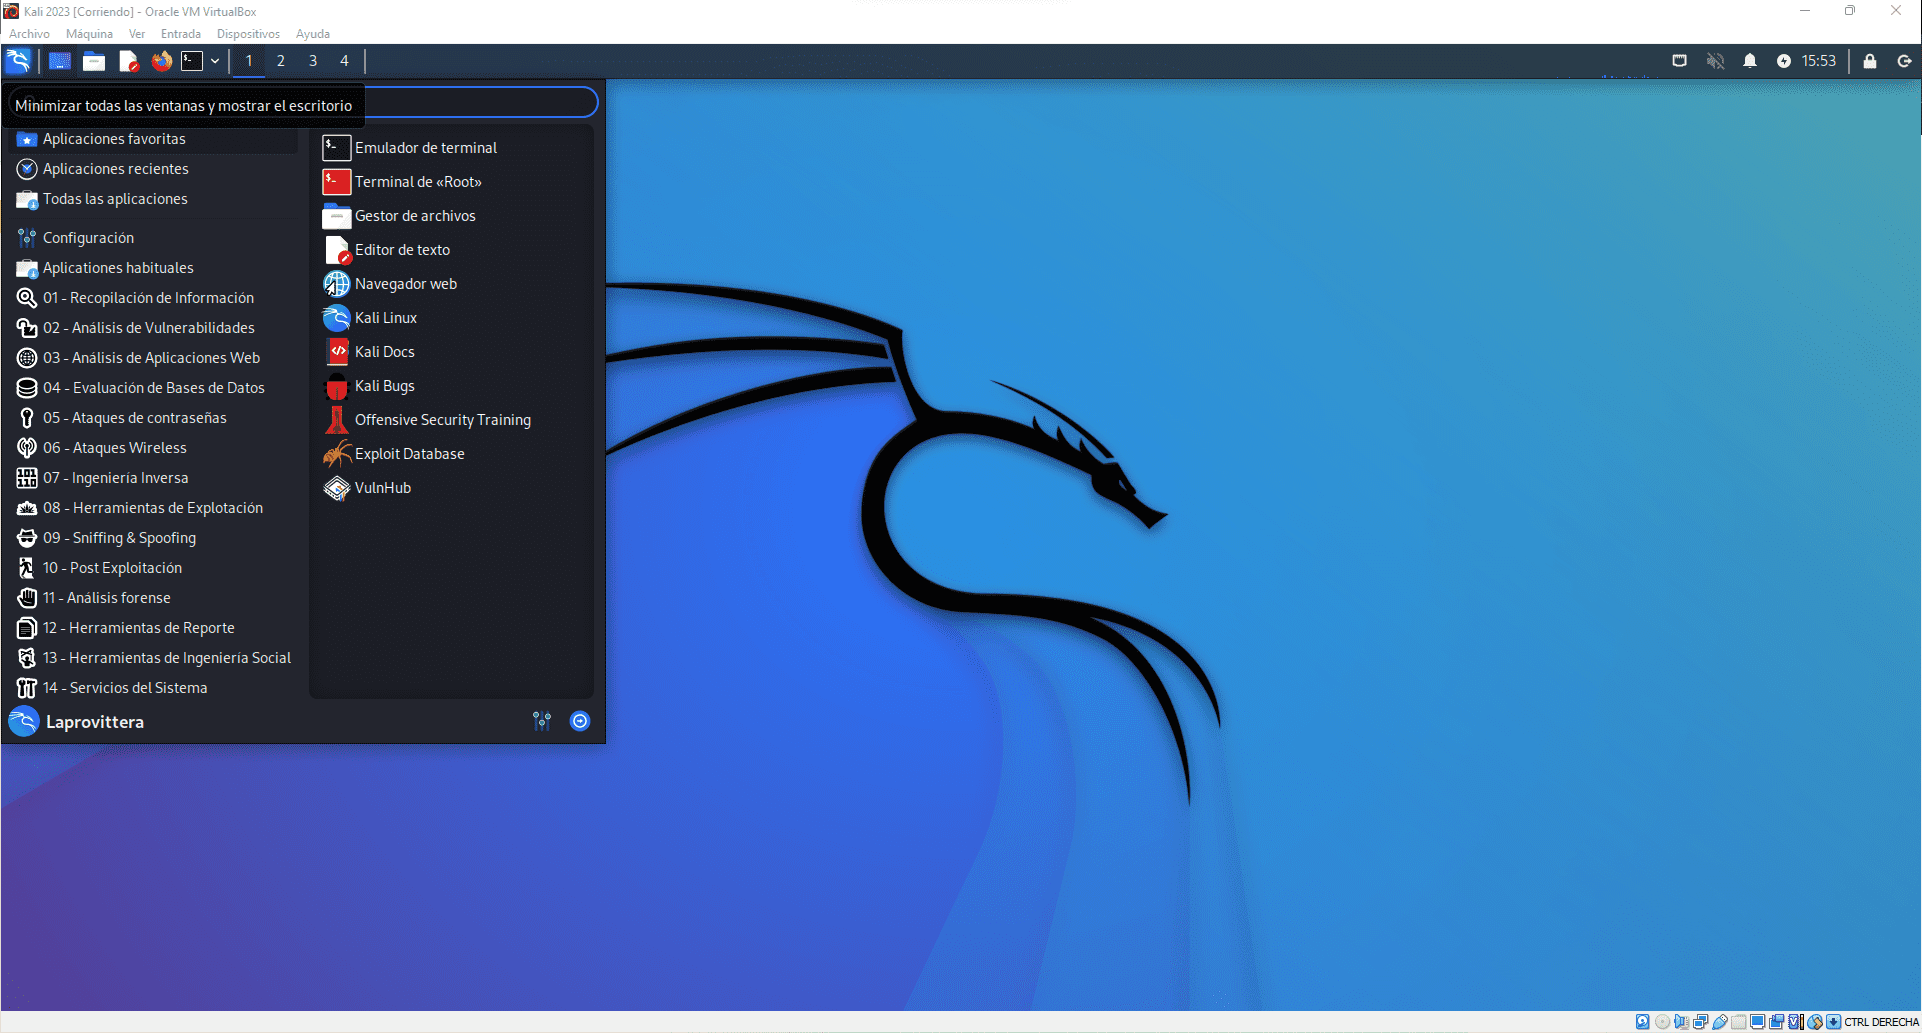 Kali 2023 [Corriendo] - Oracle VM VirtualBox
Archivo Máquina Ver Entrada Dispositivos Ayuda
1 2 3 4 15:53
Minimizar todas las ventanas y mostrar el escritorio
Aplicaciones favoritas
Aplicaciones recientes
Todas las aplicaciones
Configuración
Aplicationes habituales
01 - Recopilación de Información
02 - Análisis de Vulnerabilidades
03 - Análisis de Aplicaciones Web
04 - Evaluación de Bases de Datos
05 - Ataques de contraseñas
06 - Ataques Wireless
07 - Ingeniería Inversa
08 - Herramientas de Explotación
09 - Sniffing & Spoofing
10 - Post Exploitación
11 - Análisis forense
12 - Herramientas de Reporte
13 - Herramientas de Ingeniería Social
14 - Servicios del Sistema
Emulador de terminal
Terminal de «Root»
Gestor de archivos
Editor de texto
Navegador web
Kali Linux
Kali Docs
Kali Bugs
Offensive Security Training
Exploit Database
VulnHub
Laprovittera
CTRL DERECHA